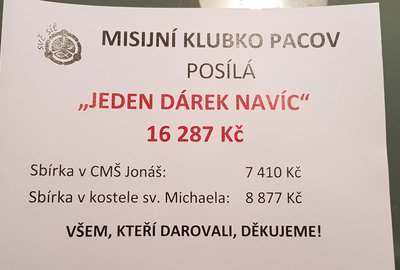 MISIJNÍ KLUBKO PACOV
POSÍLÁ
„JEDEN DÁREK NAVÍC“
16 287 Kč
Sbírka v CMŠ Jonáš: 7 410 Kč
Sbírka v kostele sv. Michaela: 8 877 Kč
VŠEM, KTEŘÍ DAROVALI, DĚKUJEME!